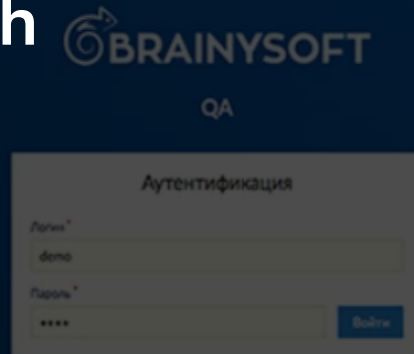 h
BRAINYSOFT
QA
Аутентификация
Логин *
demo
Пароль *
•••• Войти